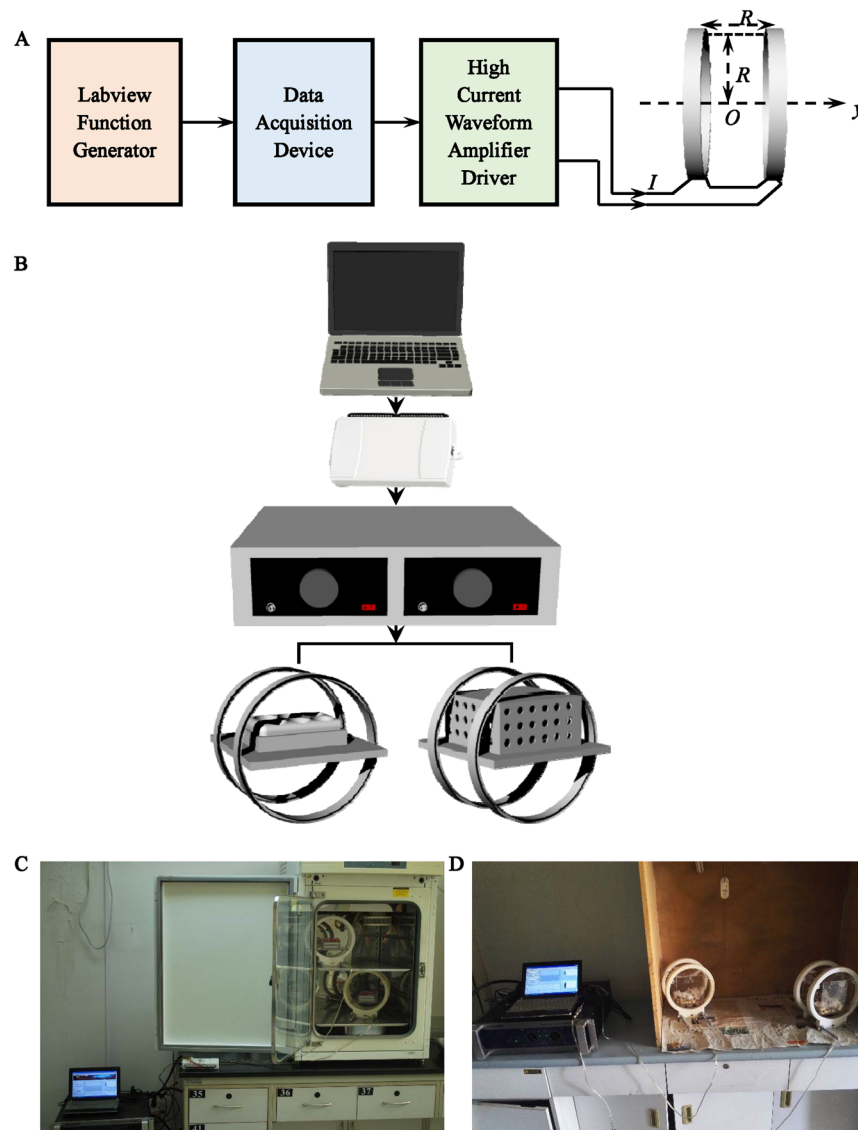 A
Labview
Function
Generator
Data
Acquisition
Device
High
Current
Waveform
Amplifier
Driver
I
R
R
O
y
B
C
D
35
36
37